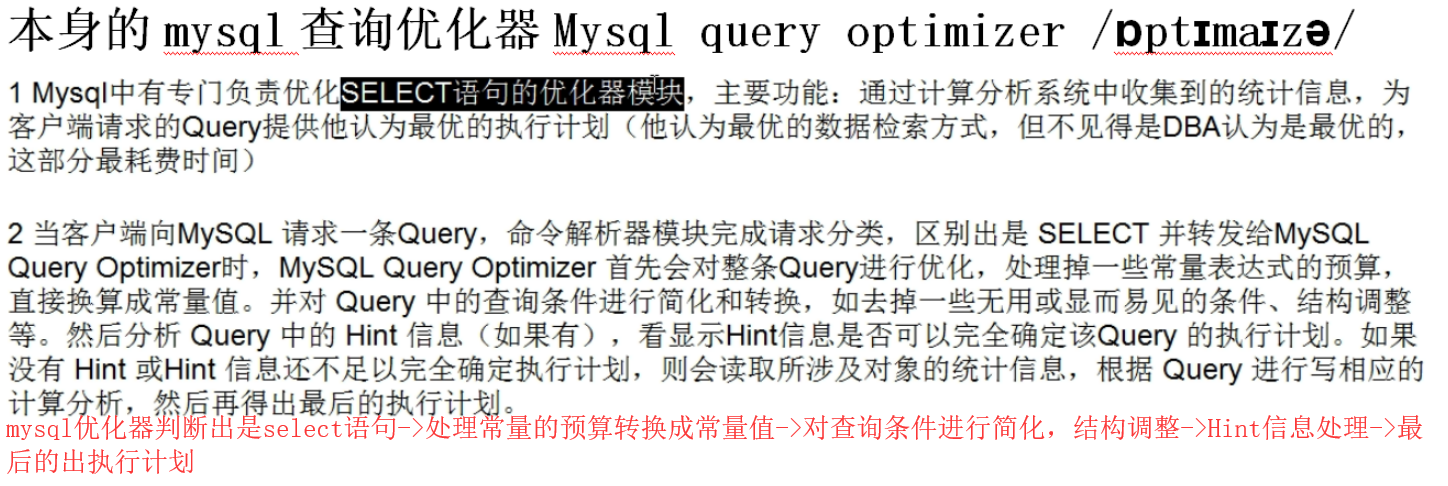 本身的 mysql 查询优化器 Mysql query optimizer /ɒptɪmaɪzə/
1 Mysql中有专门负责优化SELECT语句的优化器模块，主要功能：通过计算分析系统中收集到的统计信息，为
客户端请求的Query提供他认为最优的执行计划（他认为最优的数据检索方式，但不见得是DBA认为是最优的，
这部分最耗费时间）
2 当客户端向MySQL 请求一条Query，命令解析器模块完成请求分类，区别出是 SELECT 并转发给MySQL
Query Optimizer时，MySQL Query Optimizer 首先会对整条Query进行优化，处理掉一些常量表达式的预算，
直接换算成常量值。并对 Query 中的查询条件进行简化和转换，如去掉一些无用或显而易见的条件、结构调整
等。然后分析 Query 中的 Hint 信息（如果有），看显示Hint信息是否可以完全确定该Query 的执行计划。如果
没有 Hint 或Hint 信息还不足以完全确定执行计划，则会读取所涉及对象的统计信息，根据 Query 进行写相应的
计算分析，然后再得出最后的执行计划。
mysql优化器判断出是select语句->处理常量的预算转换成常量值->对查询条件进行简化，结构调整->Hint信息处理->最
后的出执行计划